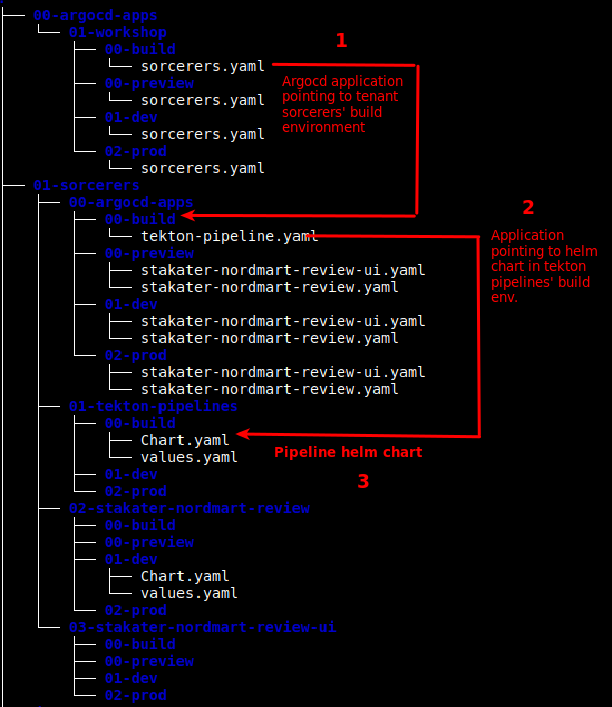 00-argocd-apps
01-workshop
00-build
sorcerers.yaml
00-preview
sorcerers.yaml
01-dev
sorcerers.yaml
02-prod
sorcerers.yaml
1
Argocd application
pointing to tenant
sorcerers' build
environment
01-sorcerers
00-argocd-apps
00-build
tekton-pipeline.yaml
00-preview
stakater-nordmart-review-ui.yaml
stakater-nordmart-review.yaml
01-dev
stakater-nordmart-review-ui.yaml
stakater-nordmart-review.yaml
02-prod
stakater-nordmart-review-ui.yaml
stakater-nordmart-review.yaml
2
Application
pointing to helm
chart in tekton
pipelines' build
env.
01-tekton-pipelines
00-build
Chart.yaml
values.yaml
01-dev
02-prod
Pipeline helm chart
3
02-stakater-nordmart-review
00-build
00-preview
01-dev
Chart.yaml
values.yaml
02-prod
03-stakater-nordmart-review-ui
00-build
00-preview
01-dev
02-prod